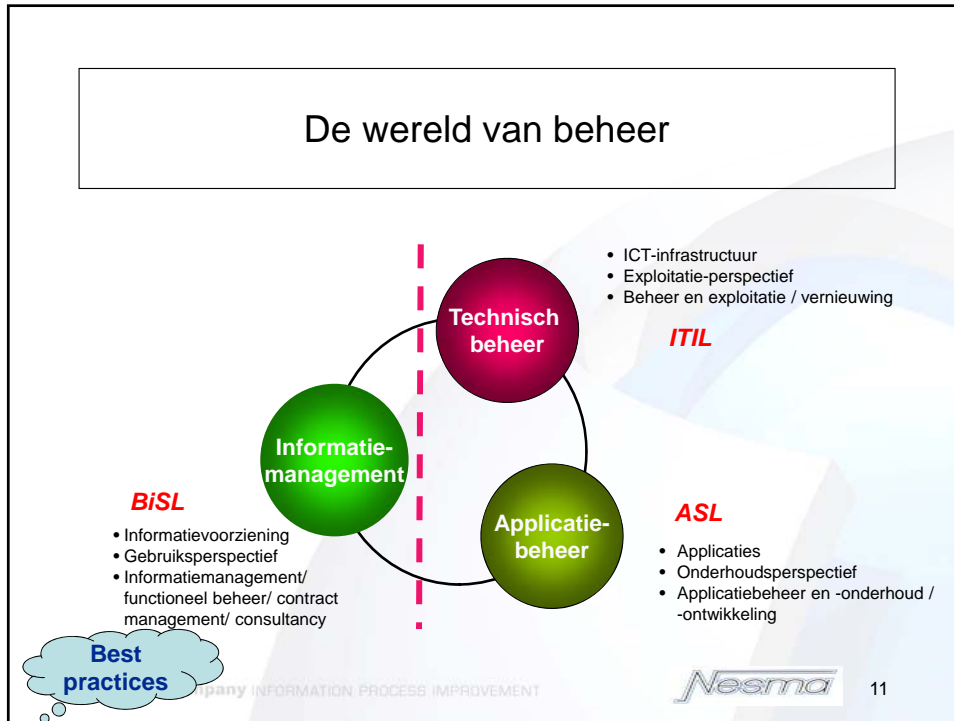 De wereld van beheer
• ICT-infrastructuur
• Exploitatie-perspectief
• Beheer en exploitatie / vernieuwing
ITIL
Technisch
beheer
Informatie-
management
Applicatie-
beheer
BiSL
• Informatievoorziening
• Gebruiksperspectief
• Informatiemanagement/
functioneel beheer/ contract
management/ consultancy
ASL
• Applicaties
• Onderhoudsperspectief
• Applicatiebeheer en -onderhoud /
-ontwikkeling
Best
practices
mpany INFORMATION PROCESS IMPROVEMENT
Nesma
11